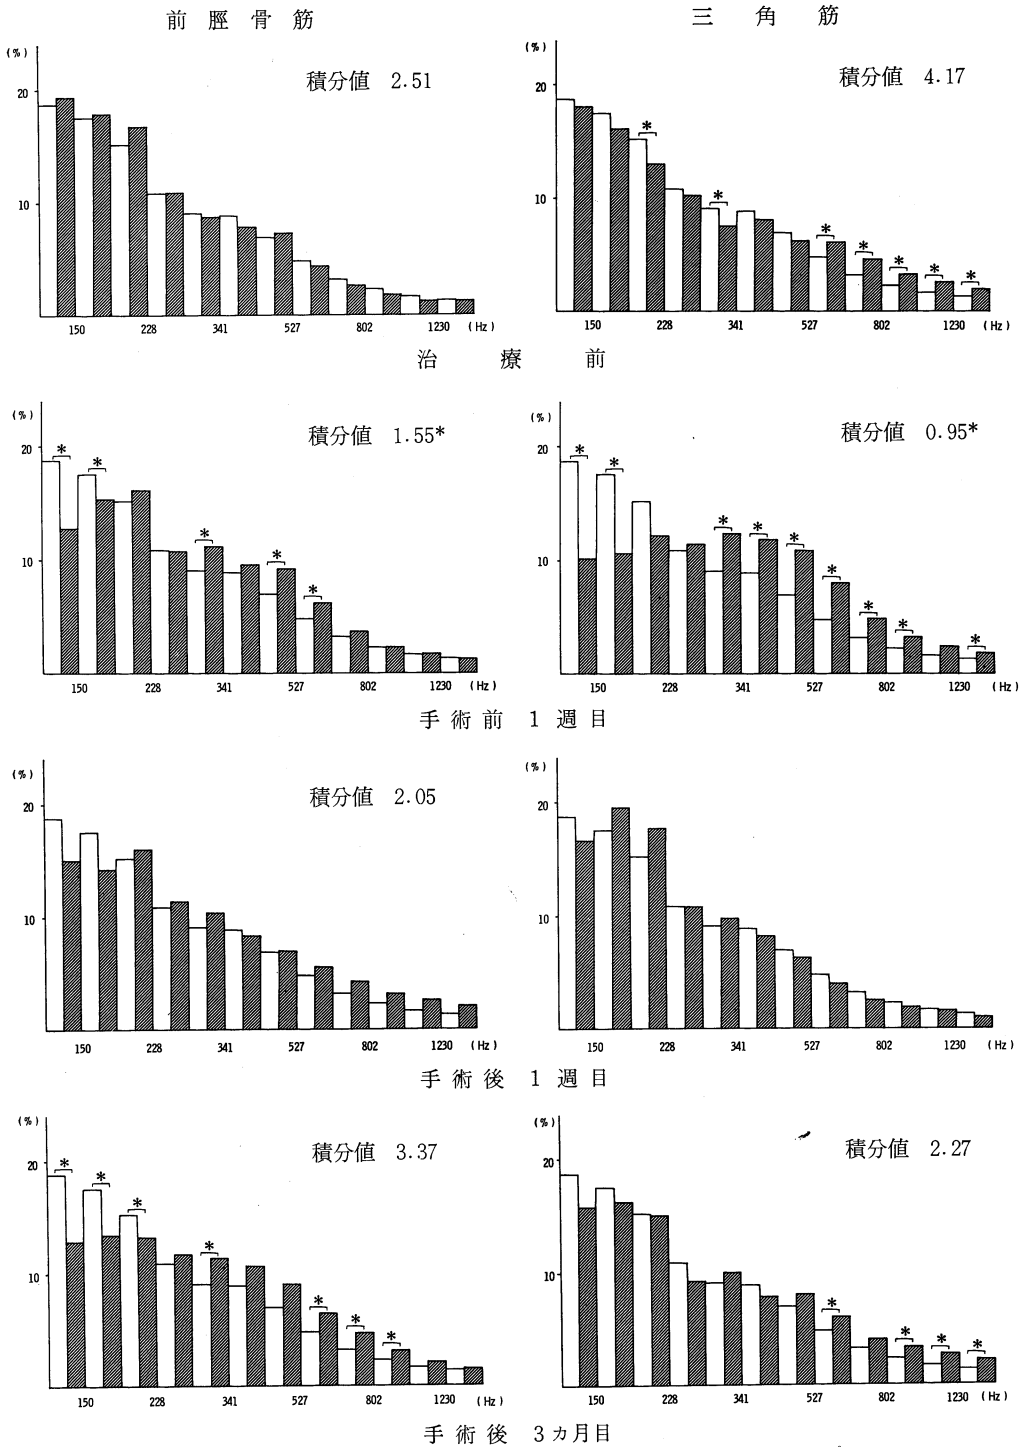 前脛骨筋
三角筋
(%)
積分値 2.51
20
10
150 228 341 527 802 1230 (Hz)
(%)
積分値 4.17
20
*
*
10
* * * * *
150 228 341 527 802 1230 (Hz)
治療前
(%)
積分値 1.55*
20
* *
* * *
10
150 228 341 527 802 1230 (Hz)
(%)
積分値 0.95*
20
* *
* * * * * * *
10
150 228 341 527 802 1230 (Hz)
手術前 1 週目
(%)
積分値 2.05
20
10
150 228 341 527 802 1230 (Hz)
(%)
20
10
150 228 341 527 802 1230 (Hz)
手術後 1 週目
(%)
積分値 3.37
20
* * *
* * * *
10
150 228 341 527 802 1230 (Hz)
(%)
積分値 2.27
20
10
* * * *
150 228 341 527 802 1230 (Hz)
手術後 3カ月目